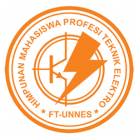 HIMPUNAN MAHASISWA PROFESI TEKNIK ELEKTRO
FT-UNNES